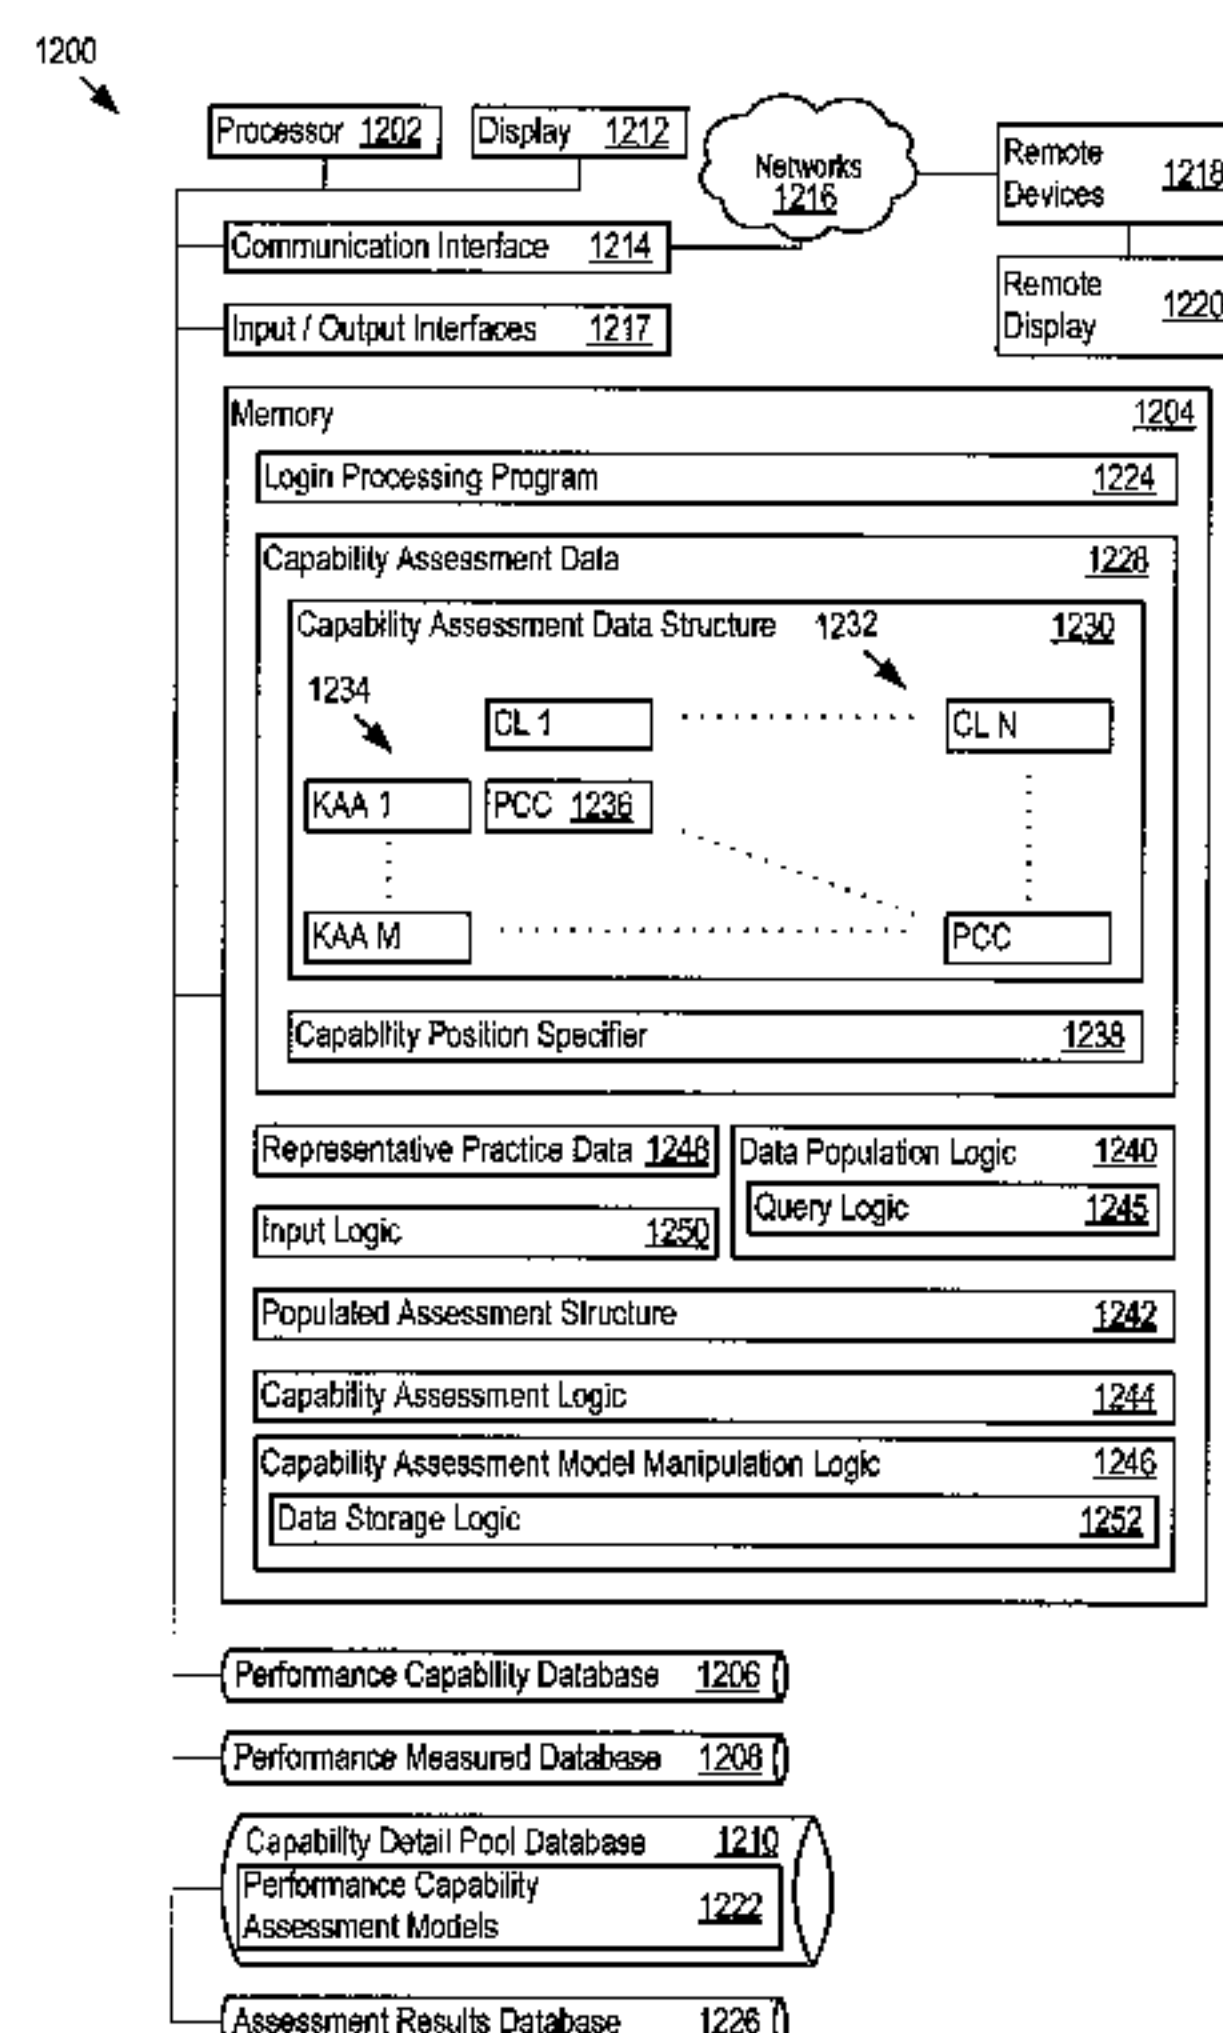 1200
Processor 1202
Display 1212
Networks
1216
Remote
Devices 1218
Communication Interface 1214
Remote
Display 1220
Input / Output Interfaces 1217
Memory 1204
Login Processing Program 1224
Capability Assessment Data 1228
Capability Assessment Data Structure 1230
1232
1234
CL 1
CL N
KAA 1
PCC 1236
KAA M
PCC
Capability Position Specifier 1238
Representative Practice Data 1248
Data Population Logic 1240
Query Logic 1245
Input Logic 1250
Populated Assessment Structure 1242
Capability Assessment Logic 1244
Capability Assessment Model Manipulation Logic 1246
Data Storage Logic 1252
Performance Capability Database 1206
Performance Measured Database 1208
Capability Detail Pool Database 1210
Performance Capability
Assessment Models 1222
Assessment Results Database 1226